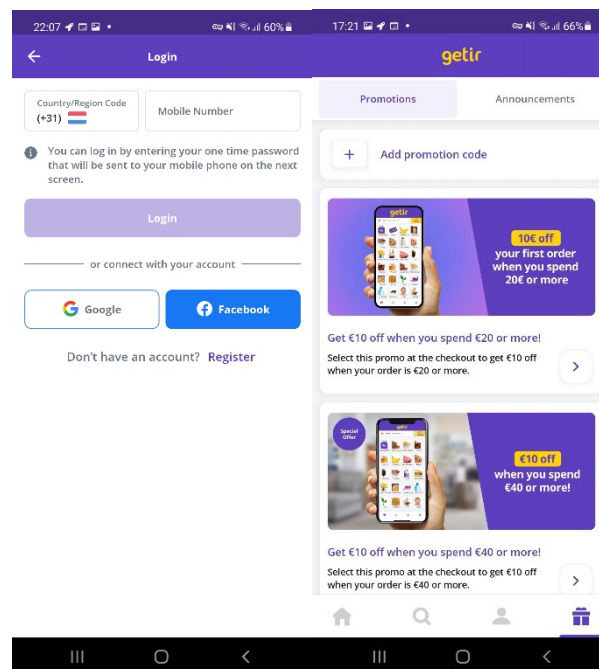 22:07
60%
Login
Country/Region Code
(+31)
Mobile Number
You can log in by entering your one time password
that will be sent to your mobile phone on the next
screen.
Login
or connect with your account
Google
Facebook
Don't have an account? Register
17:21
66%
getir
Promotions
Announcements
Add promotion code
getir
10€ off
your first order
when you spend
20€ or more
Get €10 off when you spend €20 or more!
Select this promo at the checkout to get €10 off
when your order is €20 or more.
Special
Offer
getir
€10 off
when you spend
€40 or more!
Get €10 off when you spend €40 or more!
Select this promo at the checkout to get €10 off
when your order is €40 or more.